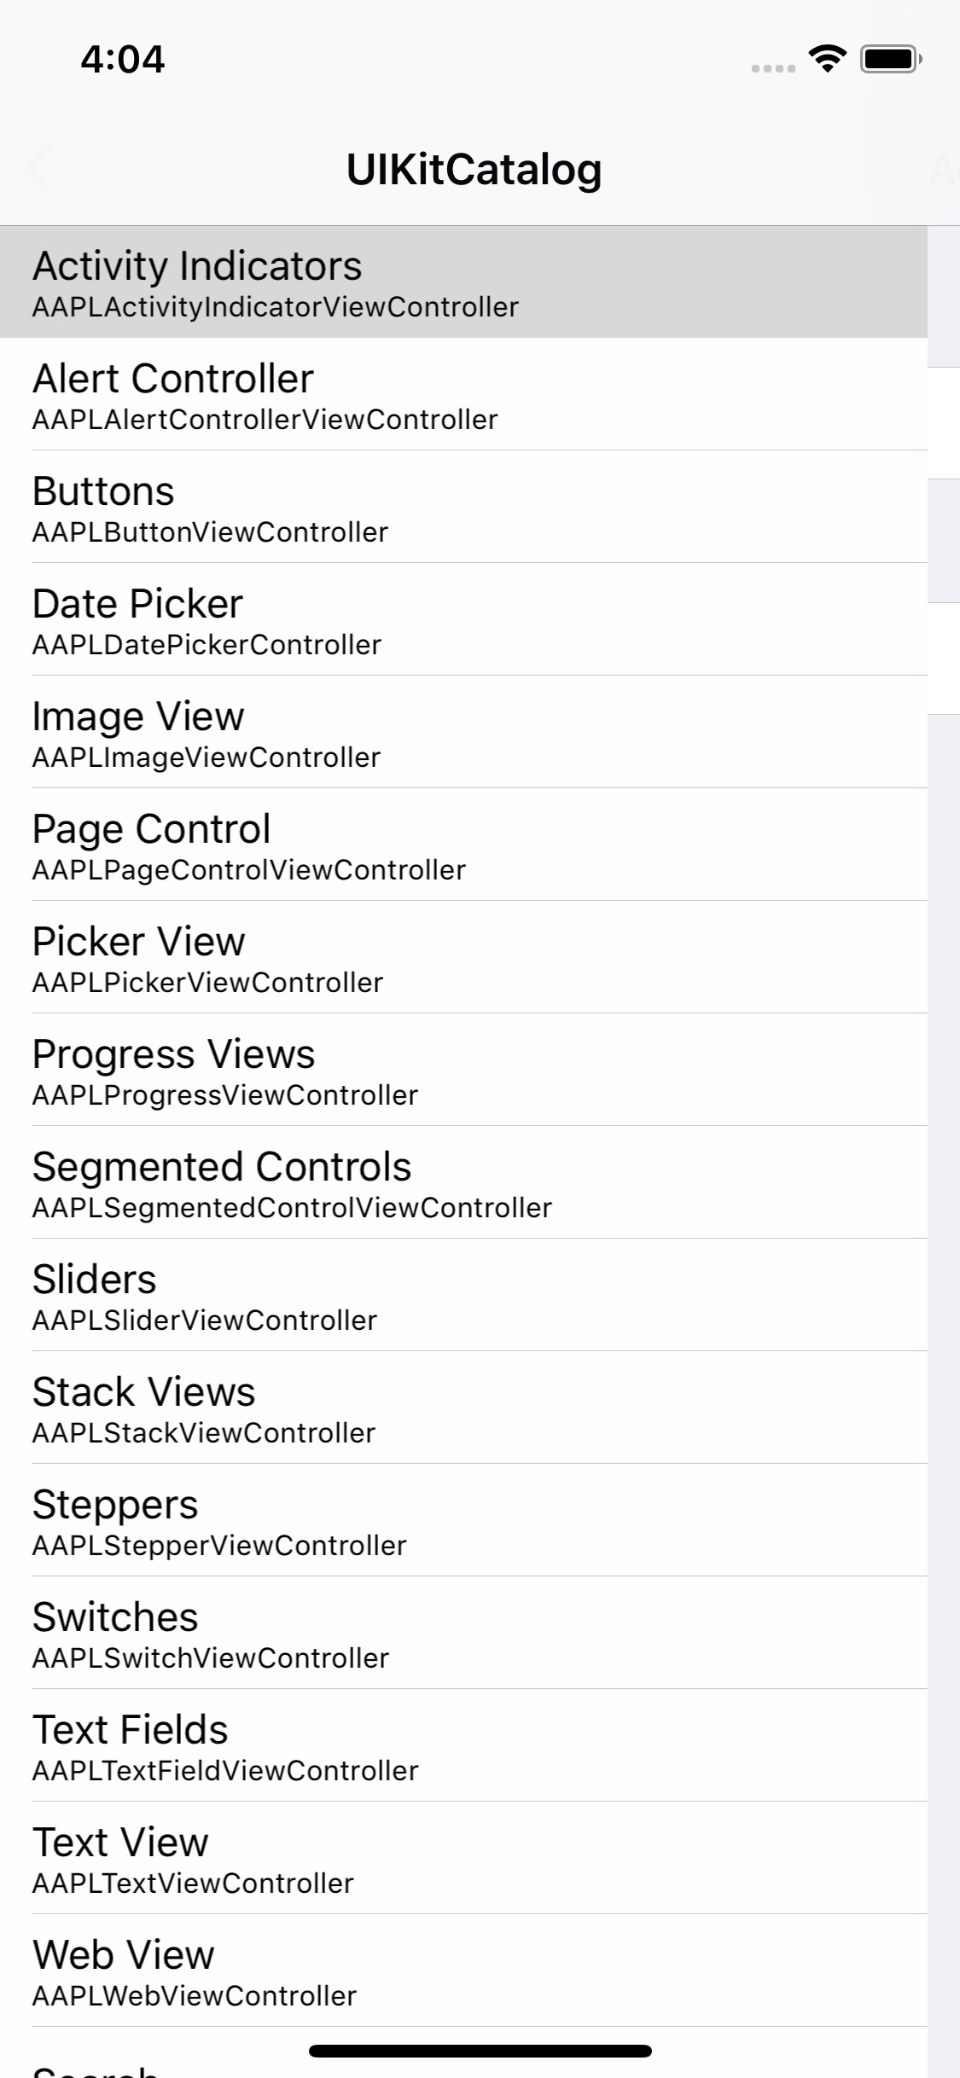 4:04
UIKitCatalog
Activity Indicators
AAPLActivityIndicatorViewController
Alert Controller
AAPLAlertControllerViewController
Buttons
AAPLButtonViewController
Date Picker
AAPLDatePickerController
Image View
AAPLImageViewController
Page Control
AAPLPageControlViewController
Picker View
AAPLPickerViewController
Progress Views
AAPLProgressViewController
Segmented Controls
AAPLSegmentedControlViewController
Sliders
AAPLSliderViewController
Stack Views
AAPLStackViewController
Steppers
AAPLStepperViewController
Switches
AAPLSwitchViewController
Text Fields
AAPLTextFieldViewController
Text View
AAPLTextViewController
Web View
AAPLWebViewController
Search